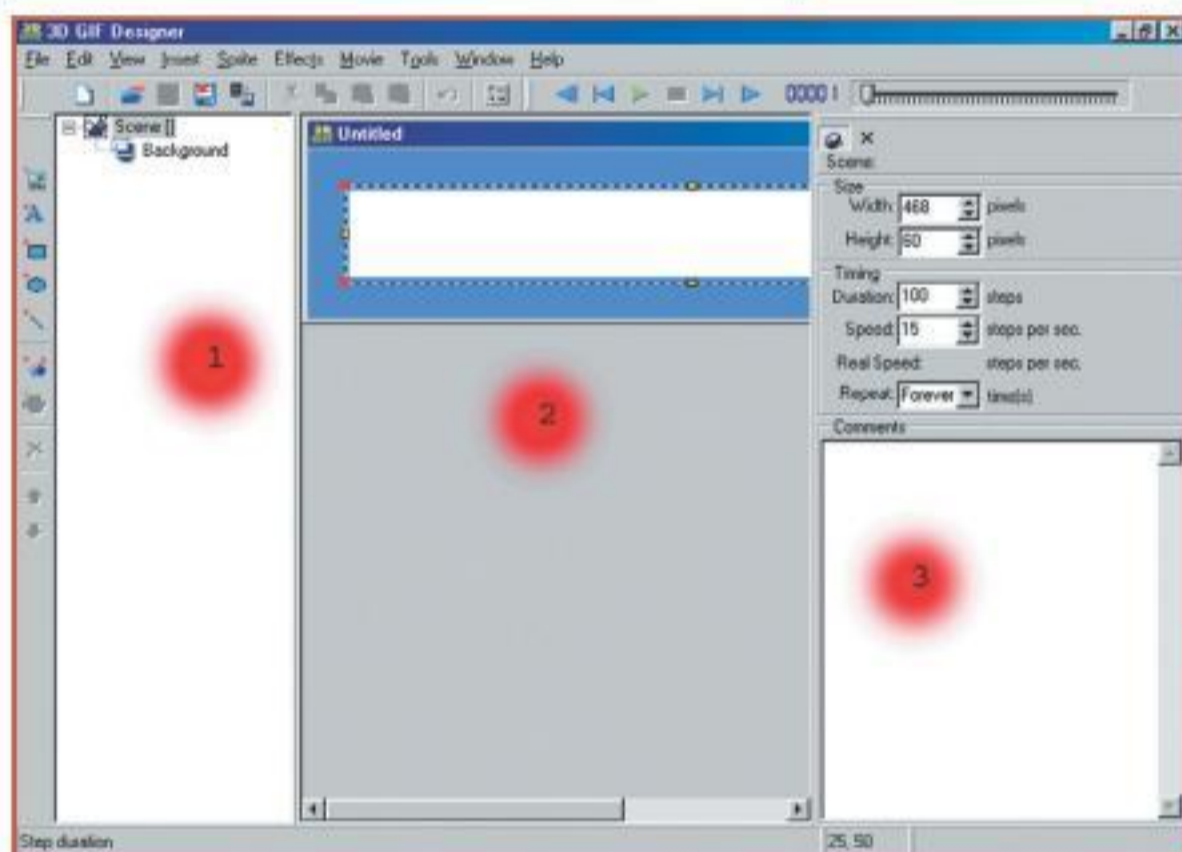 3D GIF Designer
File Edit View Insert Sprite Effects Movie Tools Window Help
00001
Scene []
Background
Untitled
Scene:
Size
Width: 468 pixels
Height: 60 pixels
Timing
Duration: 100 steps
Speed: 15 steps per sec.
Real Speed: steps per sec.
Repeat: Forever time(s)
Comments
1
2
3
Step duration
25, 50